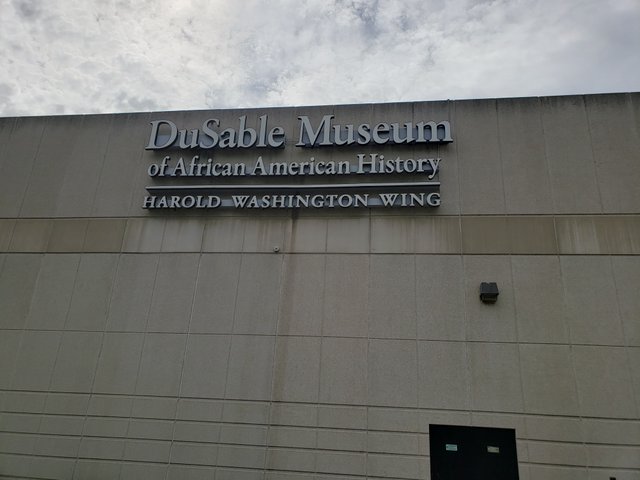 DuSable Museum
of African American History
HAROLD WASHINGTON WING